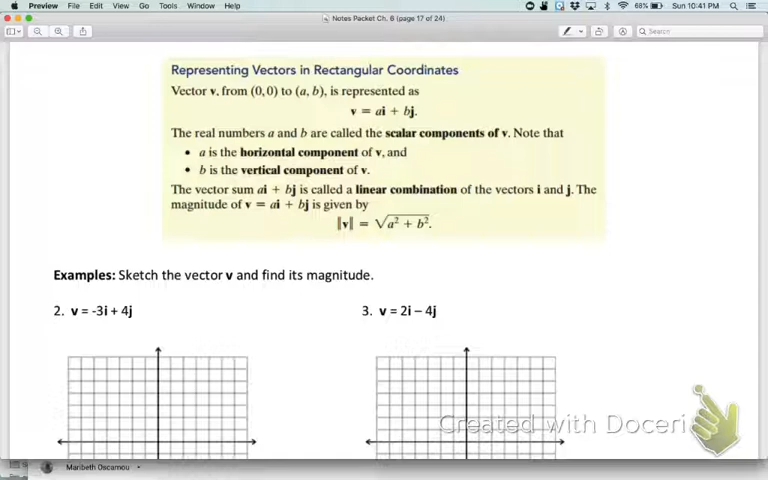 Preview File Edit View Go Tools Window Help
68% Sun 10:41 PM
Notes Packet Ch. 6 (page 17 of 24)
Search
Representing Vectors in Rectangular Coordinates
Vector v, from (0, 0) to (a, b), is represented as
v = ai + bj.
The real numbers a and b are called the scalar components of v. Note that
• a is the horizontal component of v, and
• b is the vertical component of v.
The vector sum ai + bj is called a linear combination of the vectors i and j. The
magnitude of v = ai + bj is given by
‖v‖ = √a² + b².
Examples: Sketch the vector v and find its magnitude.
2. v = -3i + 4j
3. v = 2i – 4j
Created with Doceri
Maribeth Oscamou